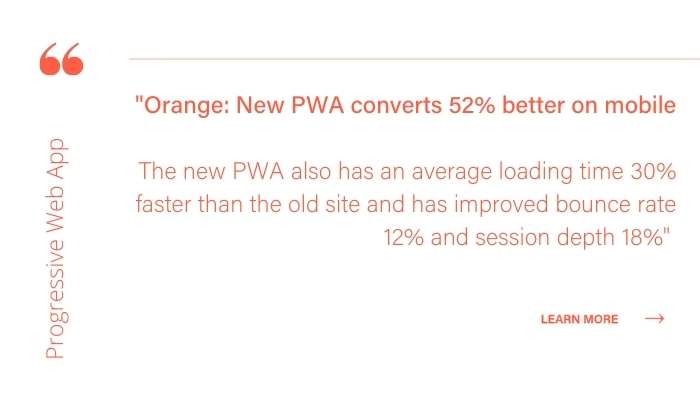 "Orange: New PWA converts 52% better on mobile
The new PWA also has an average loading time 30%
faster than the old site and has improved bounce rate
12% and session depth 18%"
Progressive Web App
LEARN MORE →